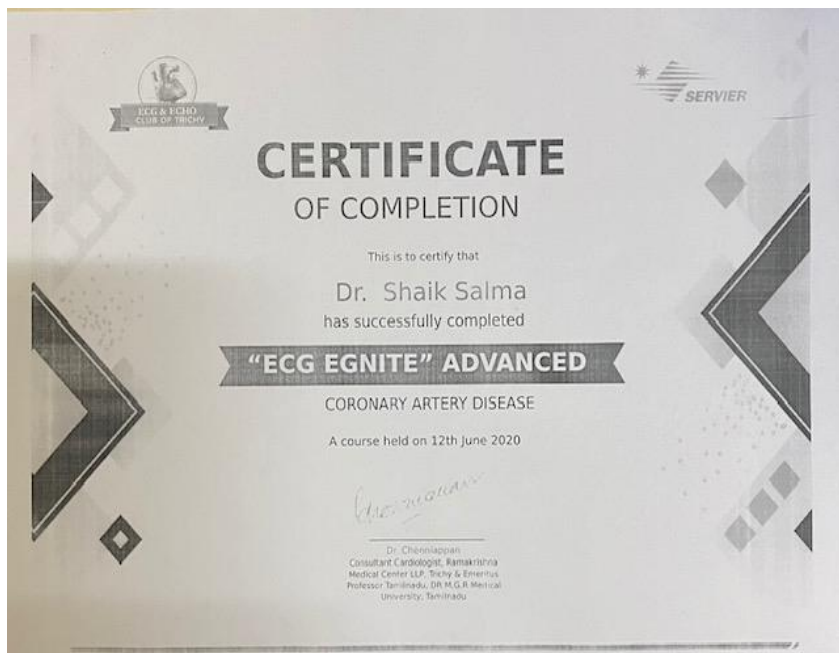 ECG & ECHO
CLUB OF TRICHY
SERVIER
CERTIFICATE
OF COMPLETION
This is to certify that
Dr. Shaik Salma
has successfully completed
“ECG EGNITE” ADVANCED
CORONARY ARTERY DISEASE
A course held on 12th June 2020
Dr. Chenniappan
Consultant Cardiologist, Ramakrishna
Medical Center LLP, Trichy & Emeritus
Professor Tamilnadu, DR M.G.R Medical
University, Tamilnadu